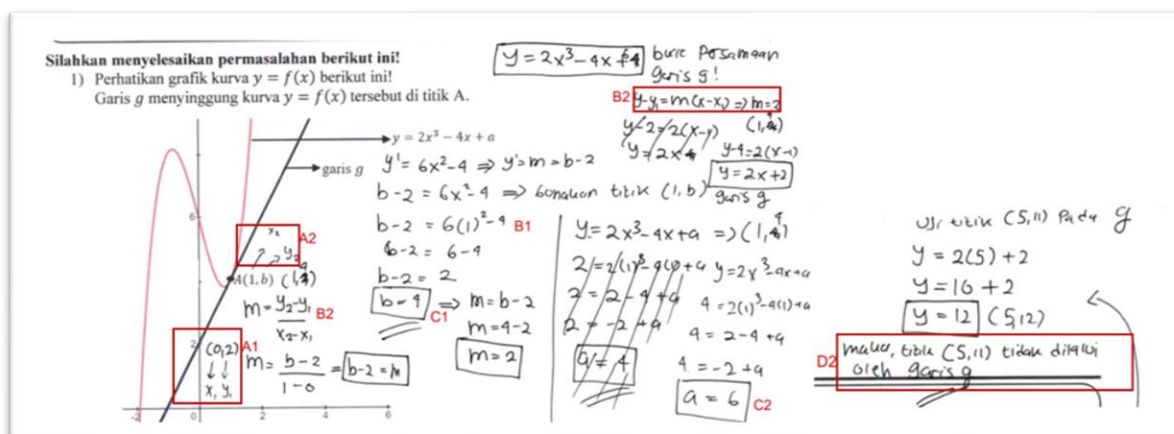 Silahkan menyelesaikan permasalahan berikut ini!
1) Perhatikan grafik kurva y = f(x) berikut ini!
Garis g menyinggung kurva y = f(x) tersebut di titik A.
y = 2x³ − 4x + a
garis g
6
2
-2
0
2
4
6
x₂
y₂
A2
A(1,b)
m = y₂-y₁ / x₂-x₁
B2
(0,2)
A1
↓ ↓
x₁ y₁
m = b-2 / 1-0 = b-2 = m
y' = 6x²-4 ⇒ y'=m=b-2
b-2 = 6x²-4 ⇒ Gunakan titik (1,b)
b-2 = 6(1)²-4
B1
b-2 = 6-4
b-2 = 2
b = 4
C1
⇒ m=b-2
m=4-2
m=2
y = 2x³-4x+a ⇒ (1,4)
y=2x³-4x+a
4 = 2(1)³-4(1)+a
4 = 2-4+a
4 = -2+a
a = 6
C2
y = 2x³-4x+6
buat Persamaan
garis g!
B2
y-y₁=m(x-x₁) ⇒ m=2
(1,4)
y-4=2(x-1)
y=2x+2
garis g
Uji titik (5,11) Pada g
y = 2(5)+2
y = 10+2
y = 12
(5,12)
D2
maka, titik (5,11) tidak dilalui
oleh garis g